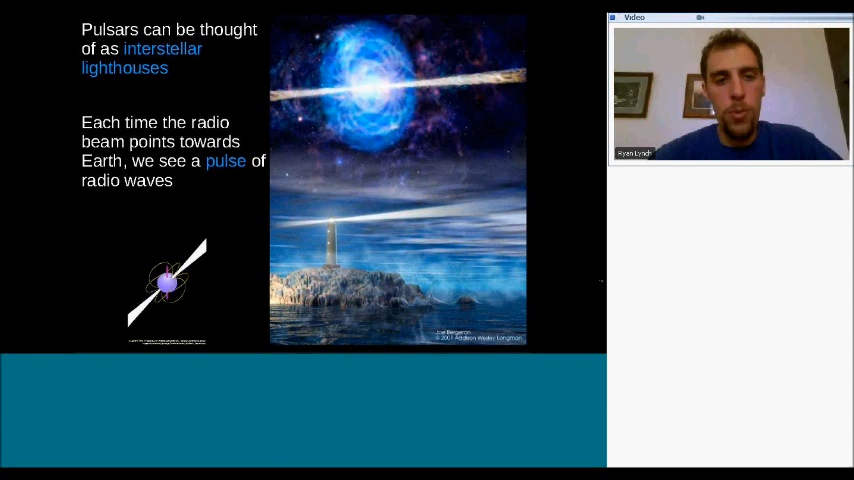 Pulsars can be thought
of as interstellar
lighthouses
Each time the radio
beam points towards
Earth, we see a pulse of
radio waves
Joe Bergeron
© 2001 Addison Wesley Longman
Video
Ryan Lynch